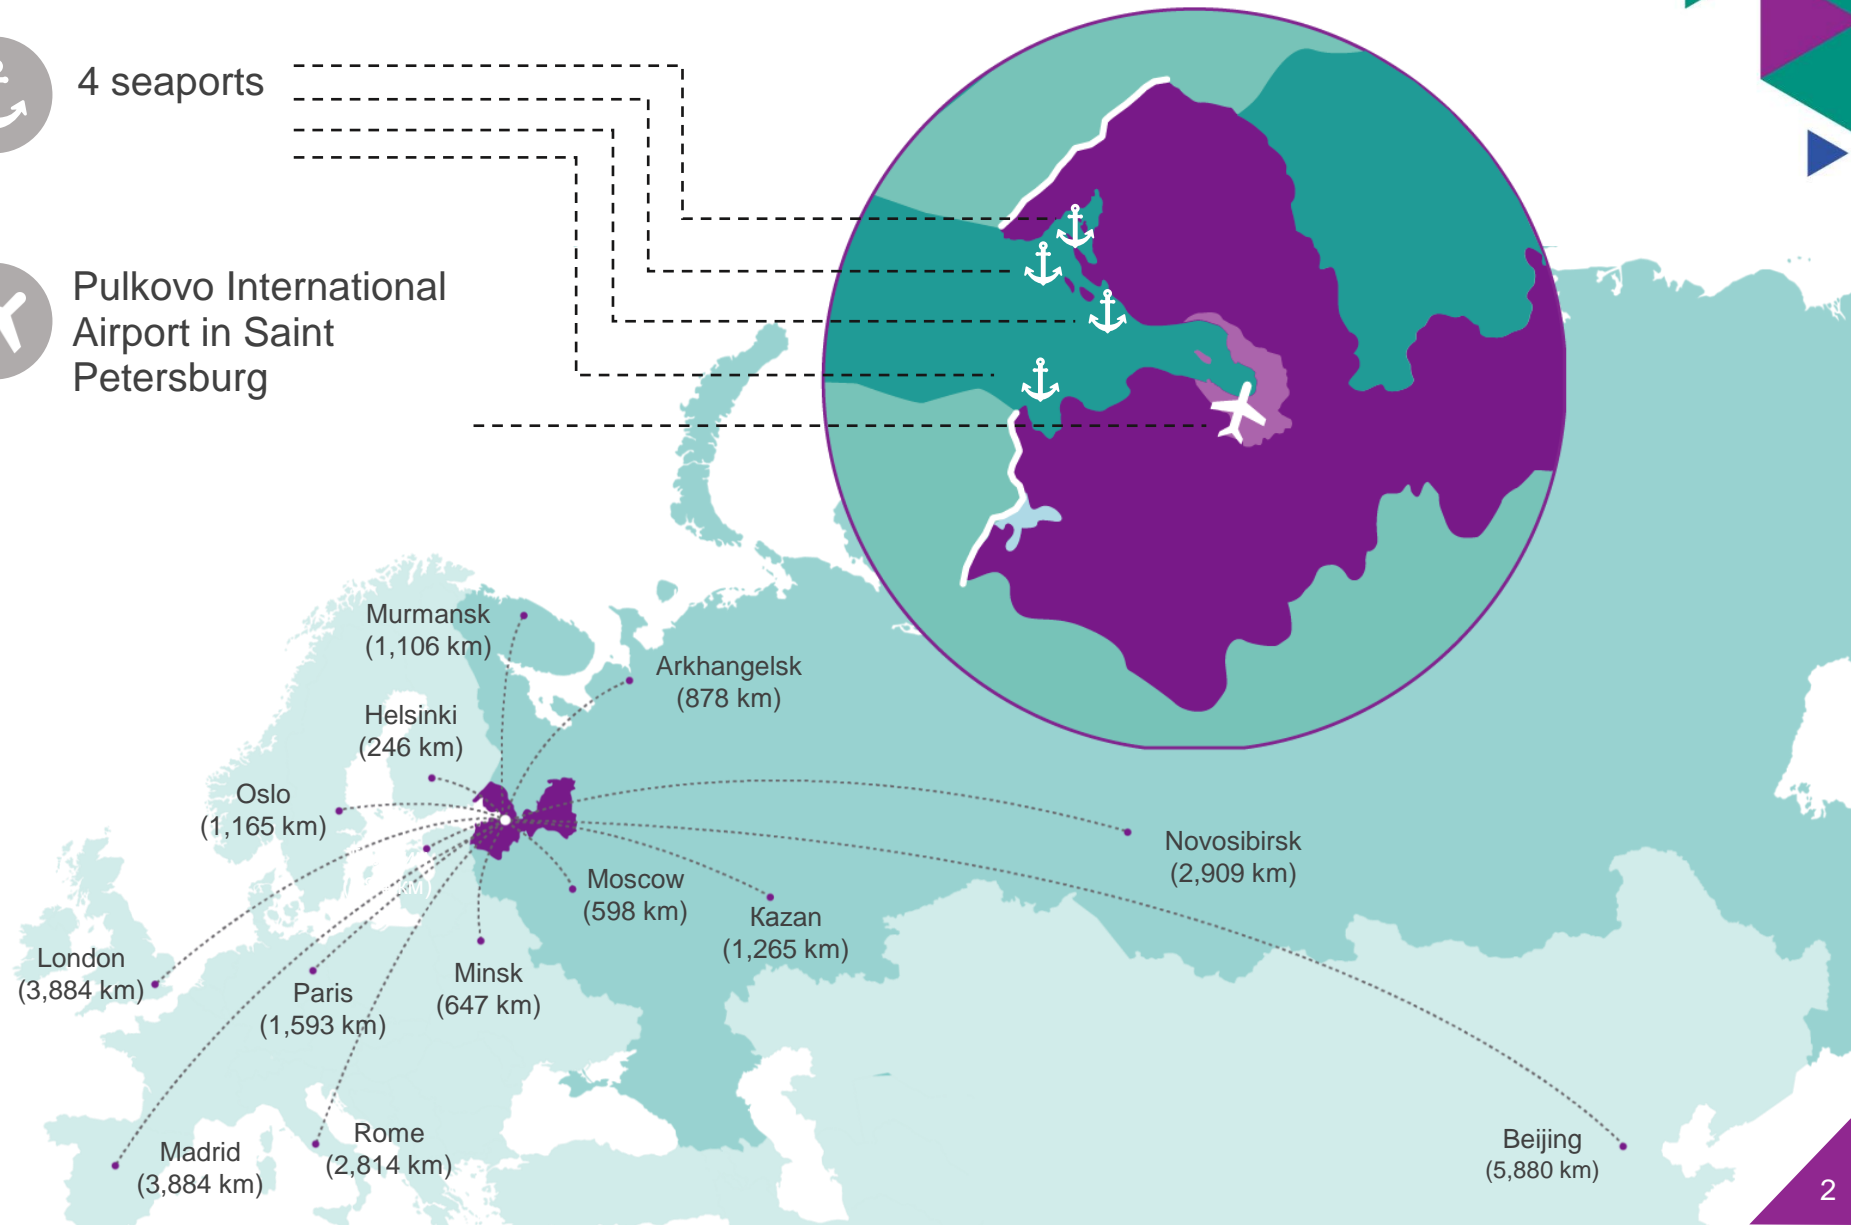 4 seaports
Pulkovo International
Airport in Saint
Petersburg
Murmansk
(1,106 km)
Arkhangelsk
(878 km)
Helsinki
(246 km)
Oslo
(1,165 km)
Novosibirsk
(2,909 km)
Moscow
(598 km)
Kazan
(1,265 km)
London
(3,884 km)
Paris
(1,593 km)
Minsk
(647 km)
Madrid
(3,884 km)
Rome
(2,814 km)
Beijing
(5,880 km)
2